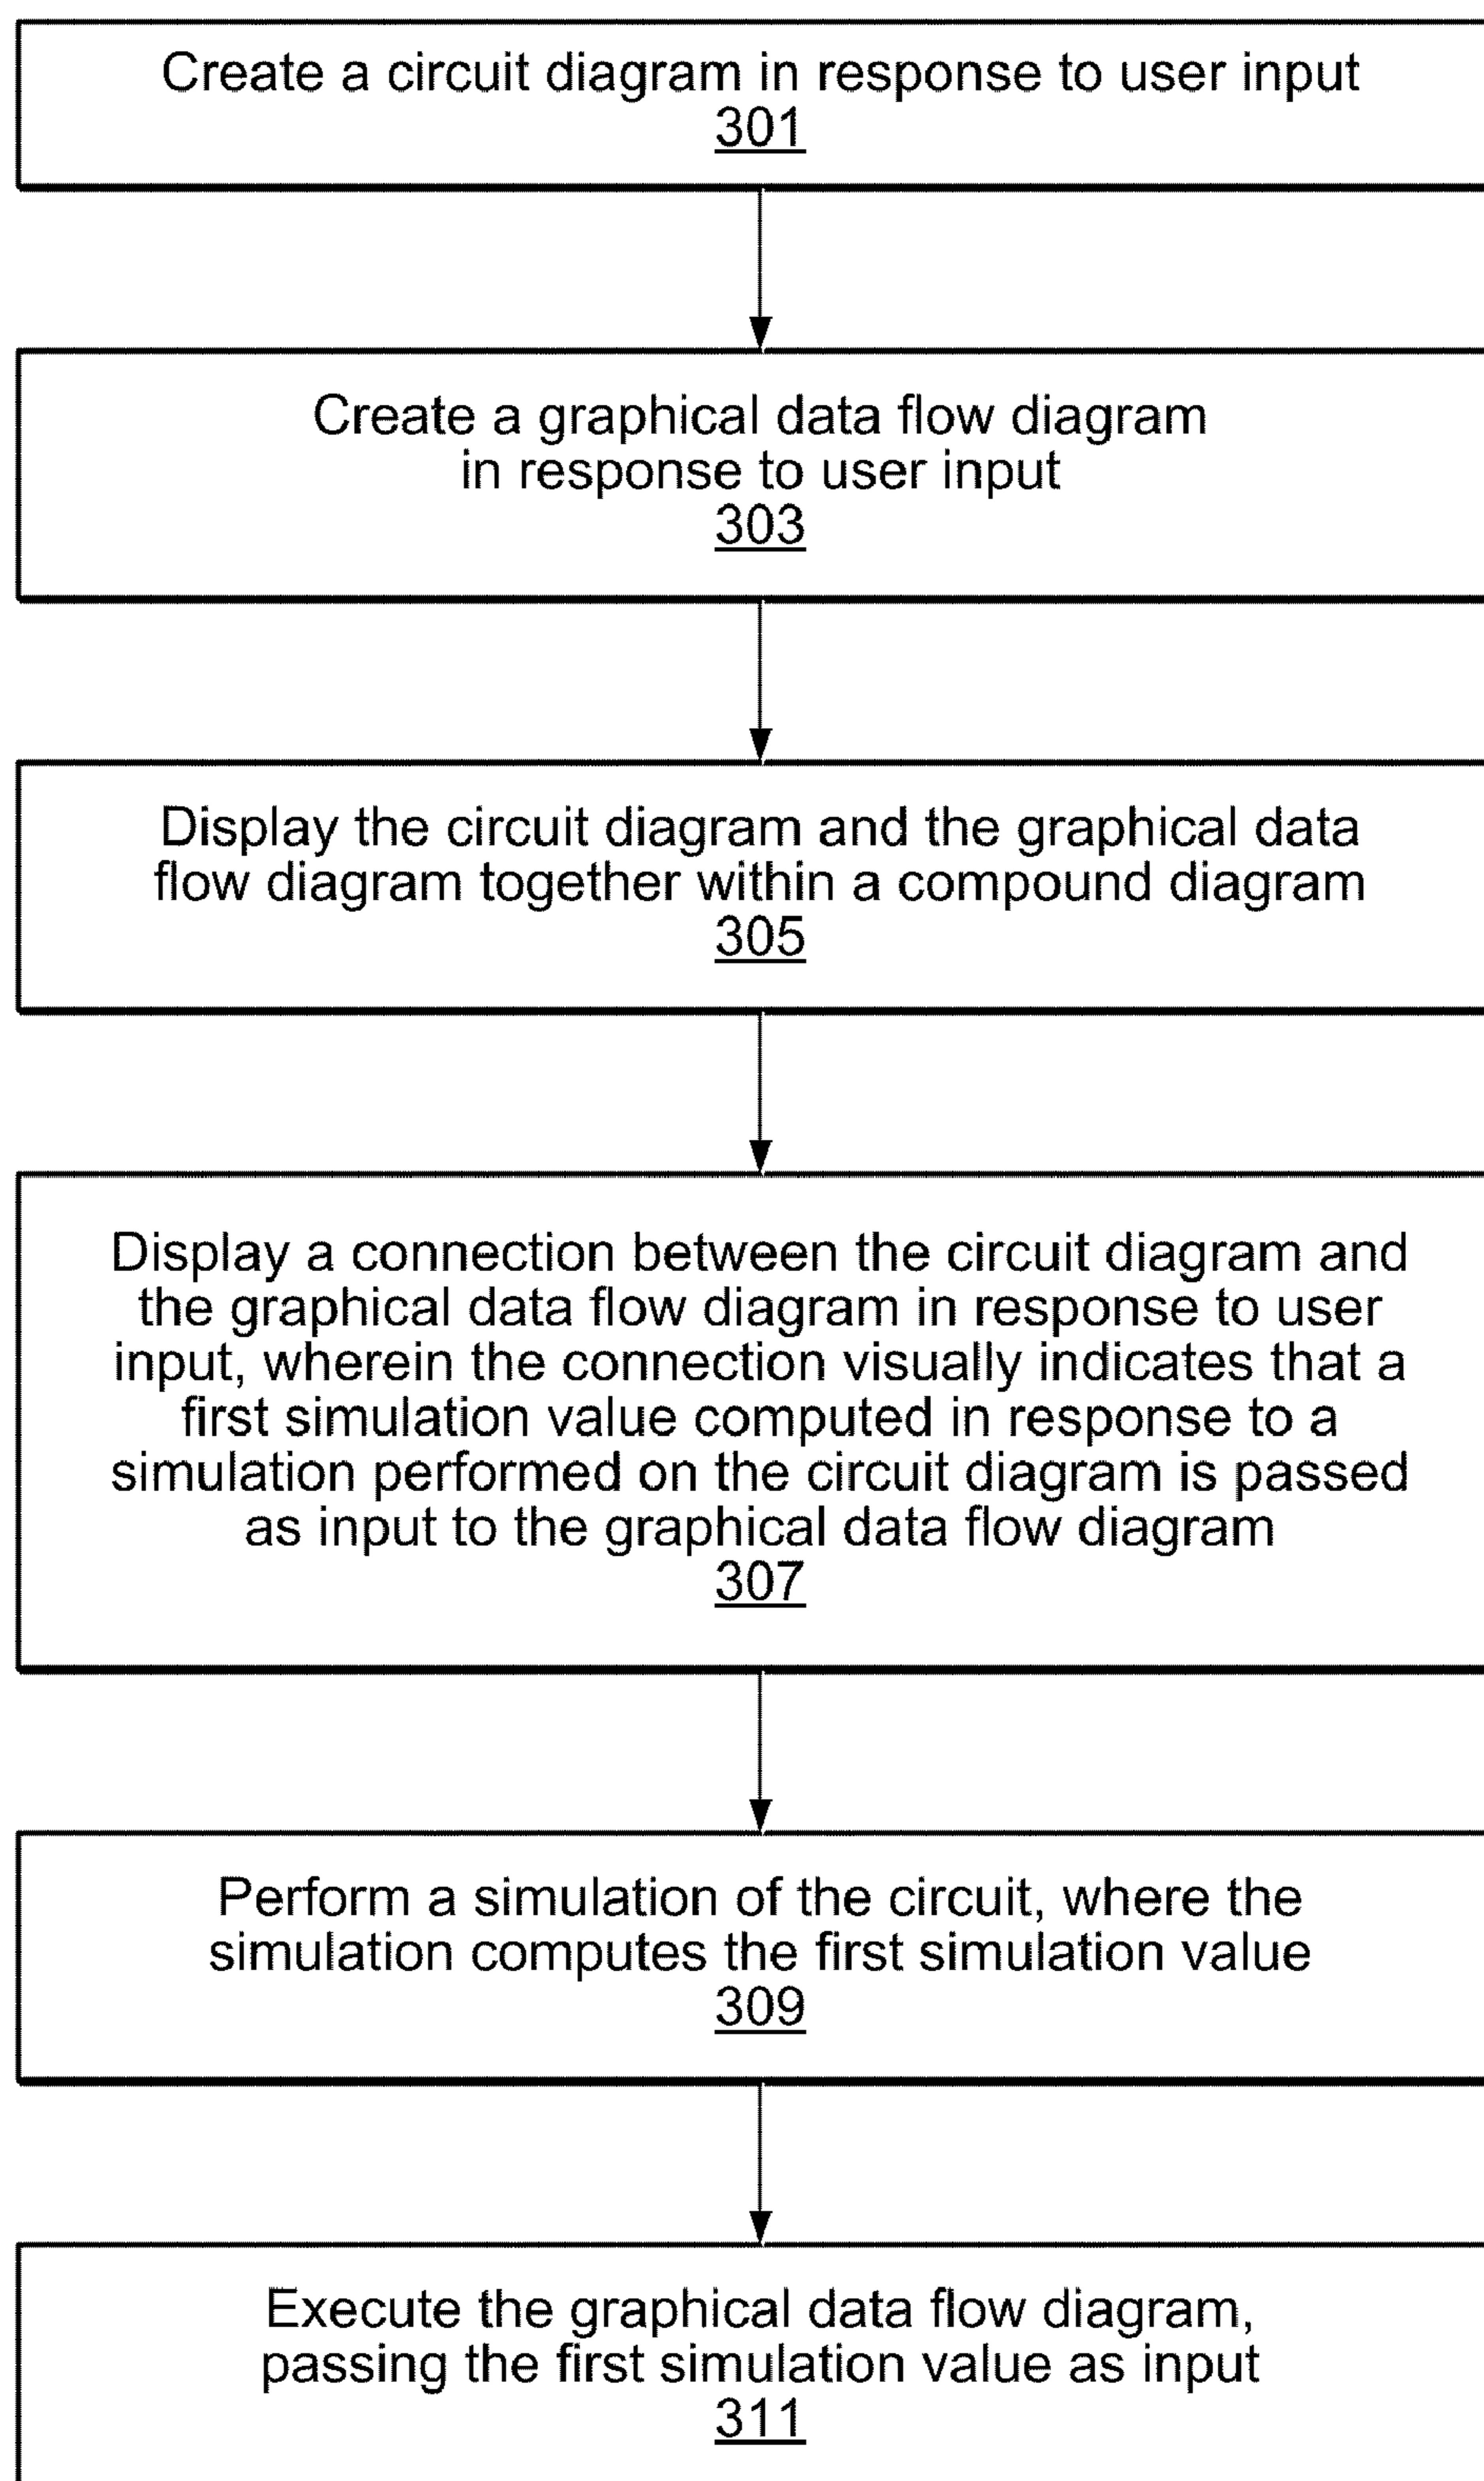 Create a circuit diagram in response to user input
301
Create a graphical data flow diagram
in response to user input
303
Display the circuit diagram and the graphical data
flow diagram together within a compound diagram
305
Display a connection between the circuit diagram and
the graphical data flow diagram in response to user
input, wherein the connection visually indicates that a
first simulation value computed in response to a
simulation performed on the circuit diagram is passed
as input to the graphical data flow diagram
307
Perform a simulation of the circuit, where the
simulation computes the first simulation value
309
Execute the graphical data flow diagram,
passing the first simulation value as input
311